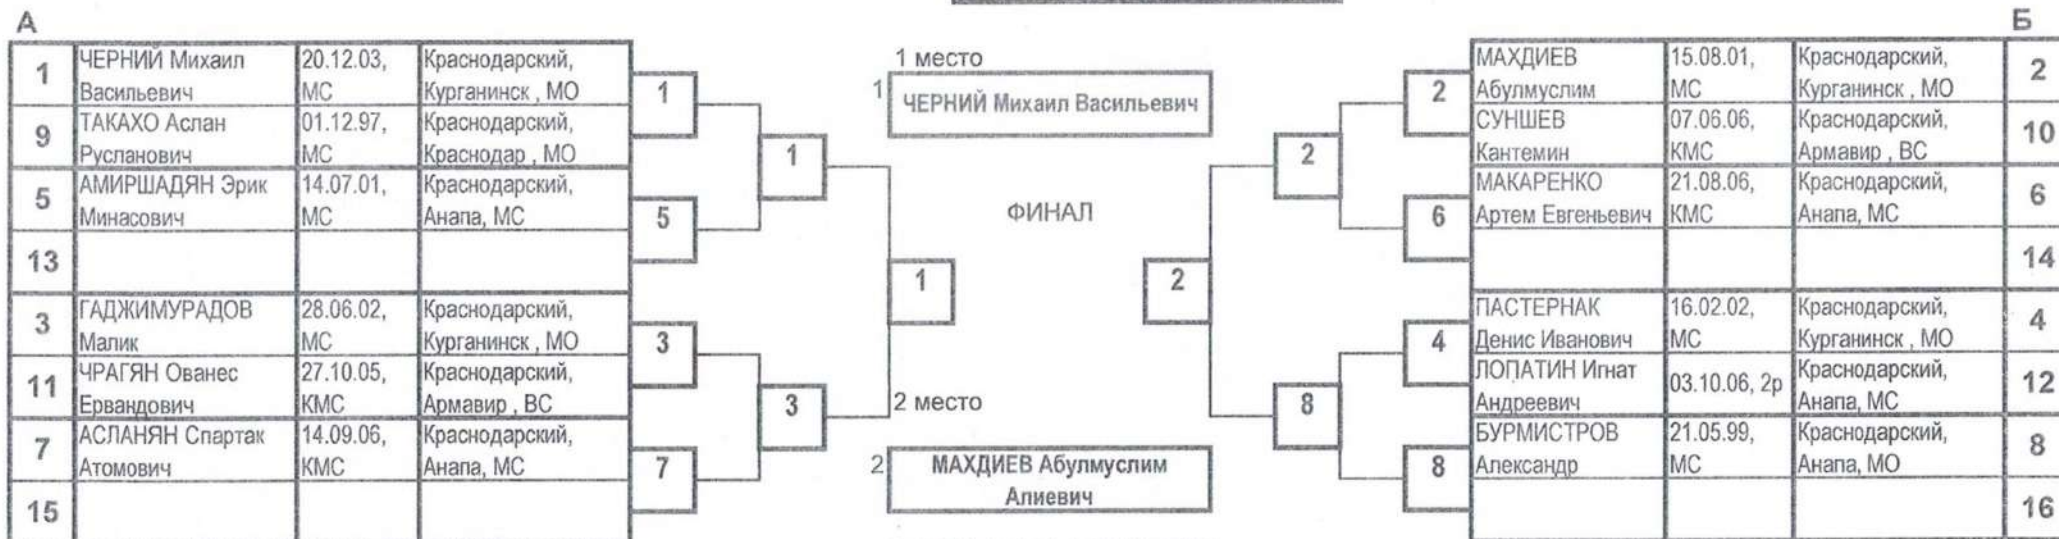 А
Б
1 ЧЕРНИЙ Михаил 20.12.03, Краснодарский,
Васильевич МС Курганинск , МО
9 ТАКАХО Аслан 01.12.97, Краснодарский,
Русланович МС Краснодар , МО
5 АМИРШАДЯН Эрик 14.07.01, Краснодарский,
Минасович МС Анапа, МС
13
3 ГАДЖИМУРАДОВ 28.06.02, Краснодарский,
Малик МС Курганинск , МО
11 ЧРАГЯН Ованес 27.10.05, Краснодарский,
Ервандович КМС Армавир , ВС
7 АСЛАНЯН Спартак 14.09.06, Краснодарский,
Атомович КМС Анапа, МС
15
1
5
3
7
1
3
1
1 место
1 ЧЕРНИЙ Михаил Васильевич
ФИНАЛ
2 место
2 МАХДИЕВ Абулмуслим
Алиевич
2
2
8
2
6
4
8
МАХДИЕВ 15.08.01, Краснодарский, 2
Абулмуслим МС Курганинск , МО
СУНШЕВ 07.06.06, Краснодарский, 10
Кантемин КМС Армавир , ВС
МАКАРЕНКО 21.08.06, Краснодарский, 6
Артем Евгеньевич КМС Анапа, МС
14
ПАСТЕРНАК 16.02.02, Краснодарский, 4
Денис Иванович МС Курганинск , МО
ЛОПАТИН Игнат 03.10.06, 2р Краснодарский, 12
Андреевич Анапа, МС
БУРМИСТРОВ 21.05.99, Краснодарский, 8
Александр МС Анапа, МО
16